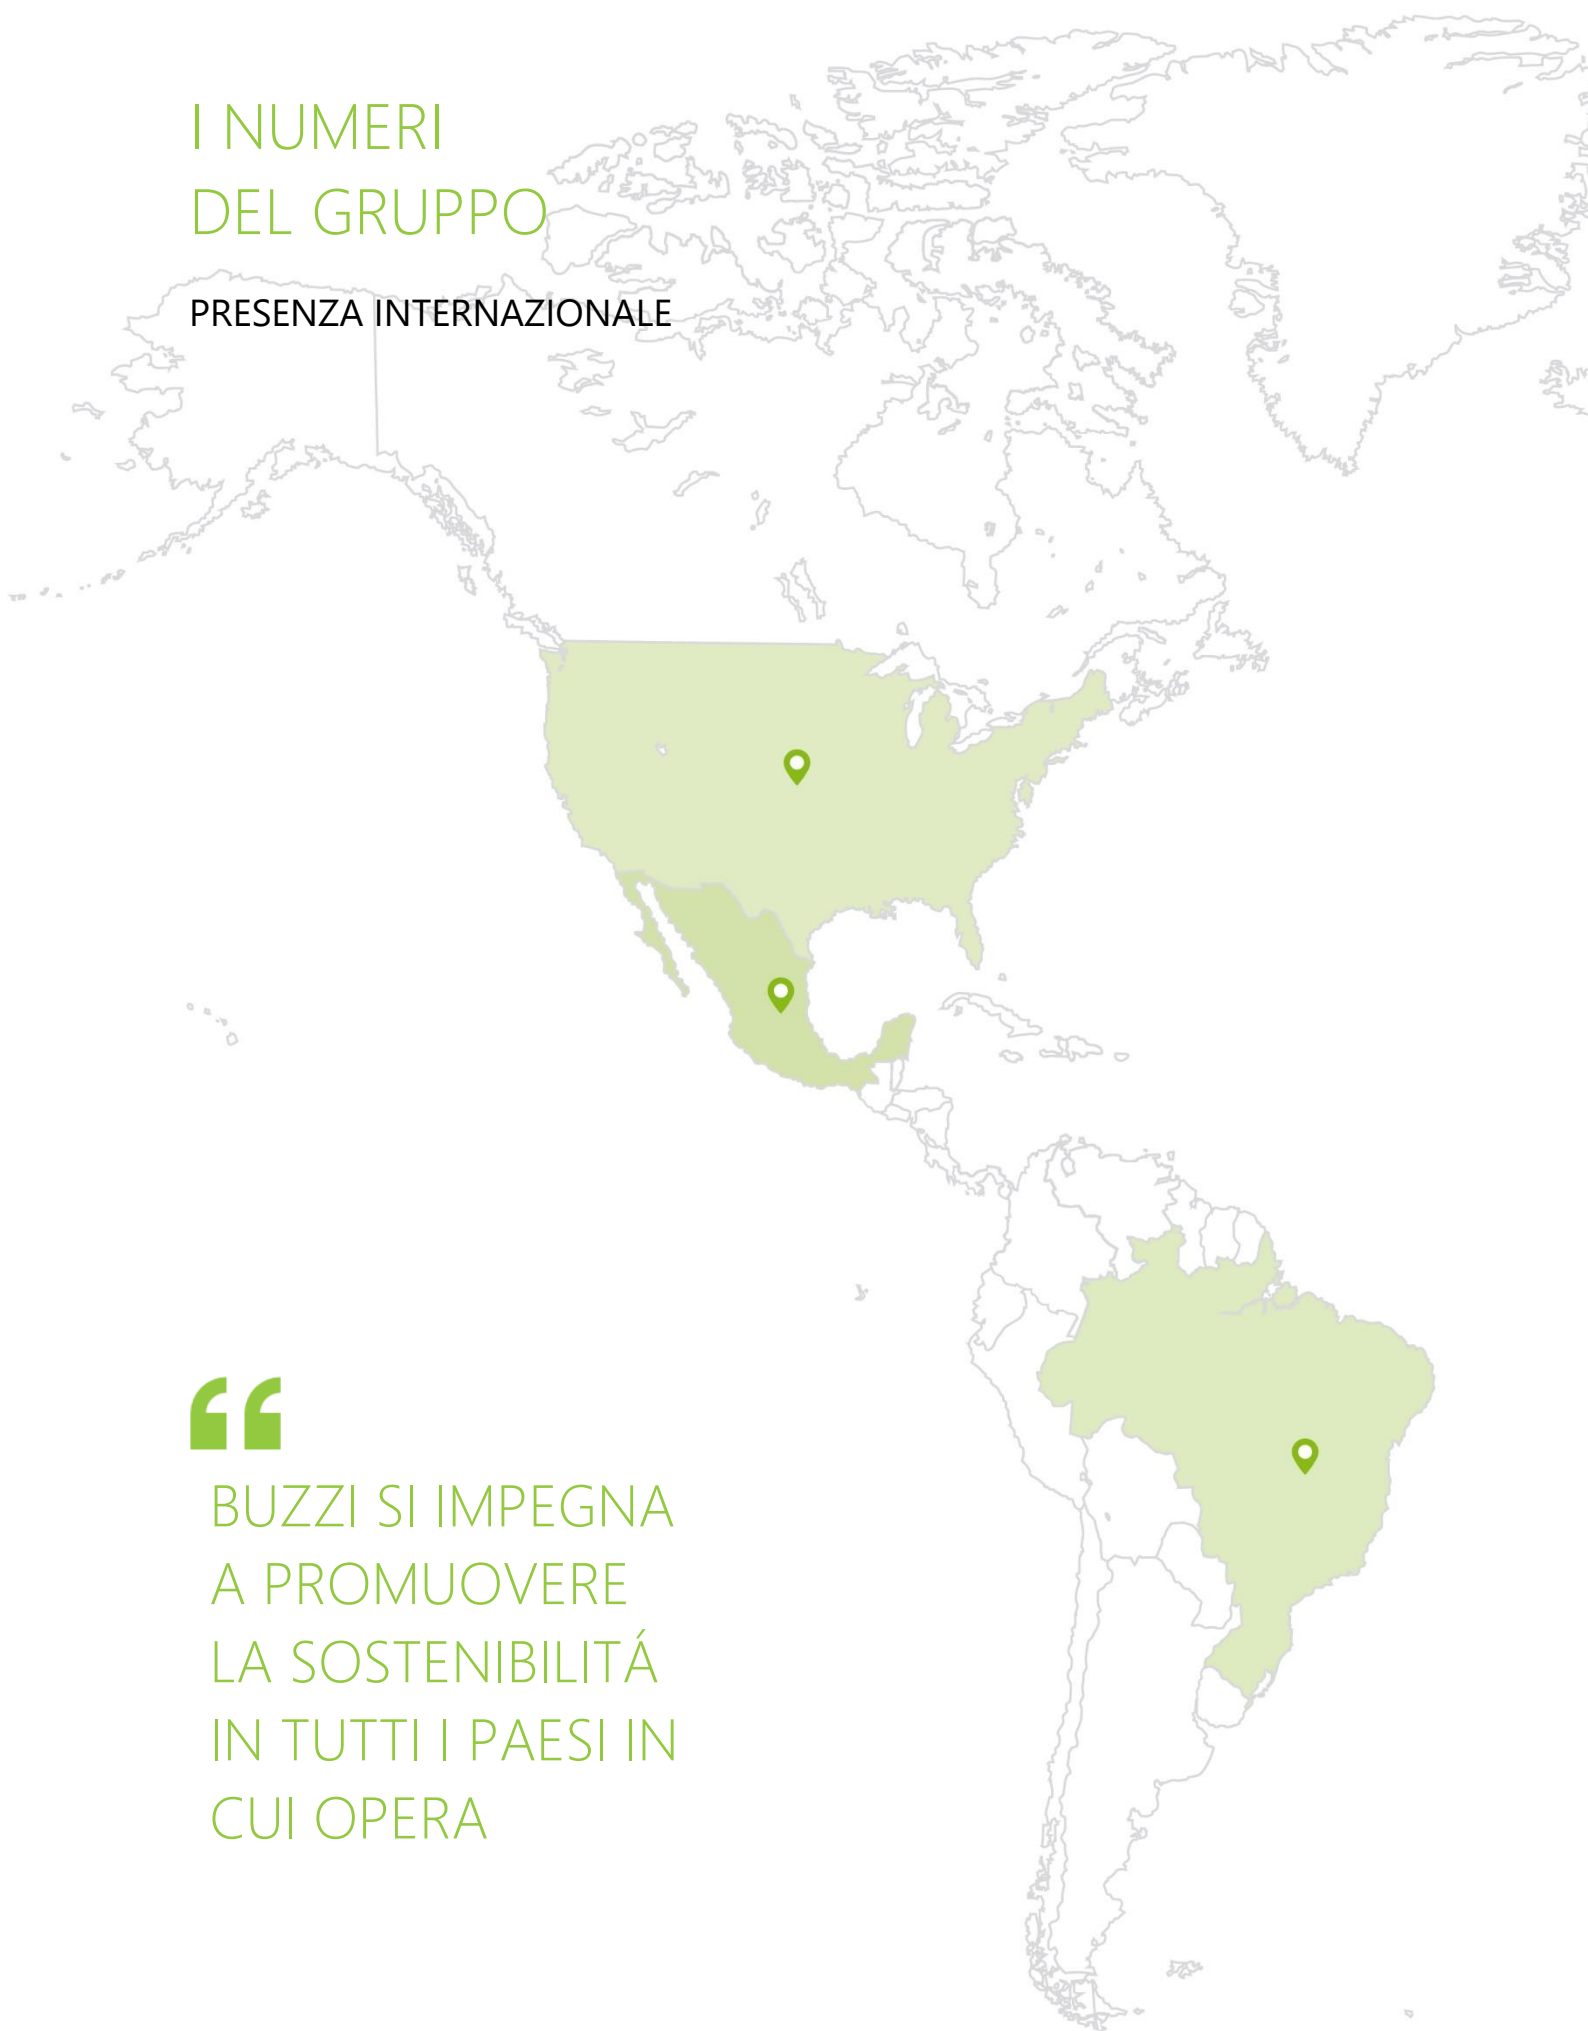 I NUMERI
DEL GRUPPO
PRESENZA INTERNAZIONALE
“
BUZZI SI IMPEGNA
A PROMUOVERE
LA SOSTENIBILITÁ
IN TUTTI I PAESI IN
CUI OPERA